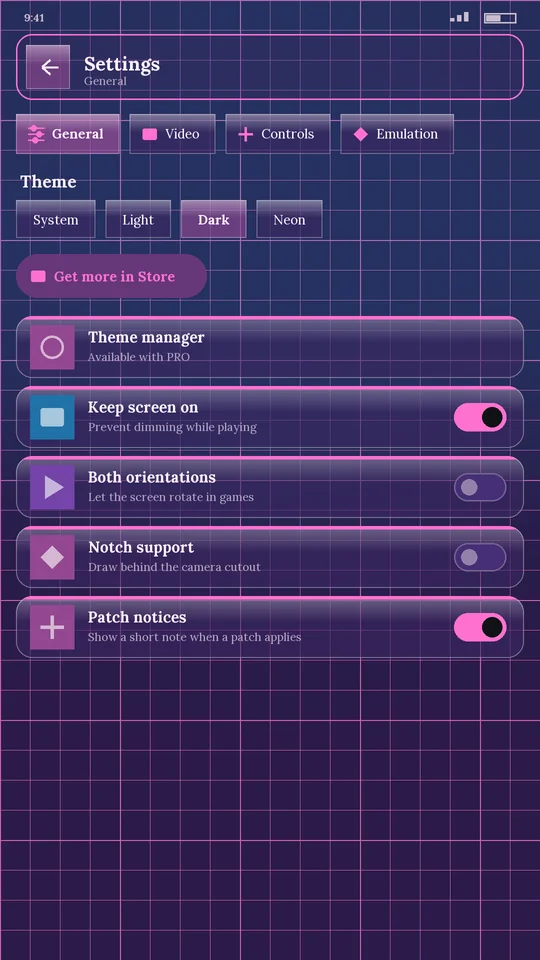 9:41
Settings
General
General
Video
Controls
Emulation
Theme
System
Light
Dark
Neon
Get more in Store
Theme manager
Available with PRO
Keep screen on
Prevent dimming while playing
Both orientations
Let the screen rotate in games
Notch support
Draw behind the camera cutout
Patch notices
Show a short note when a patch applies